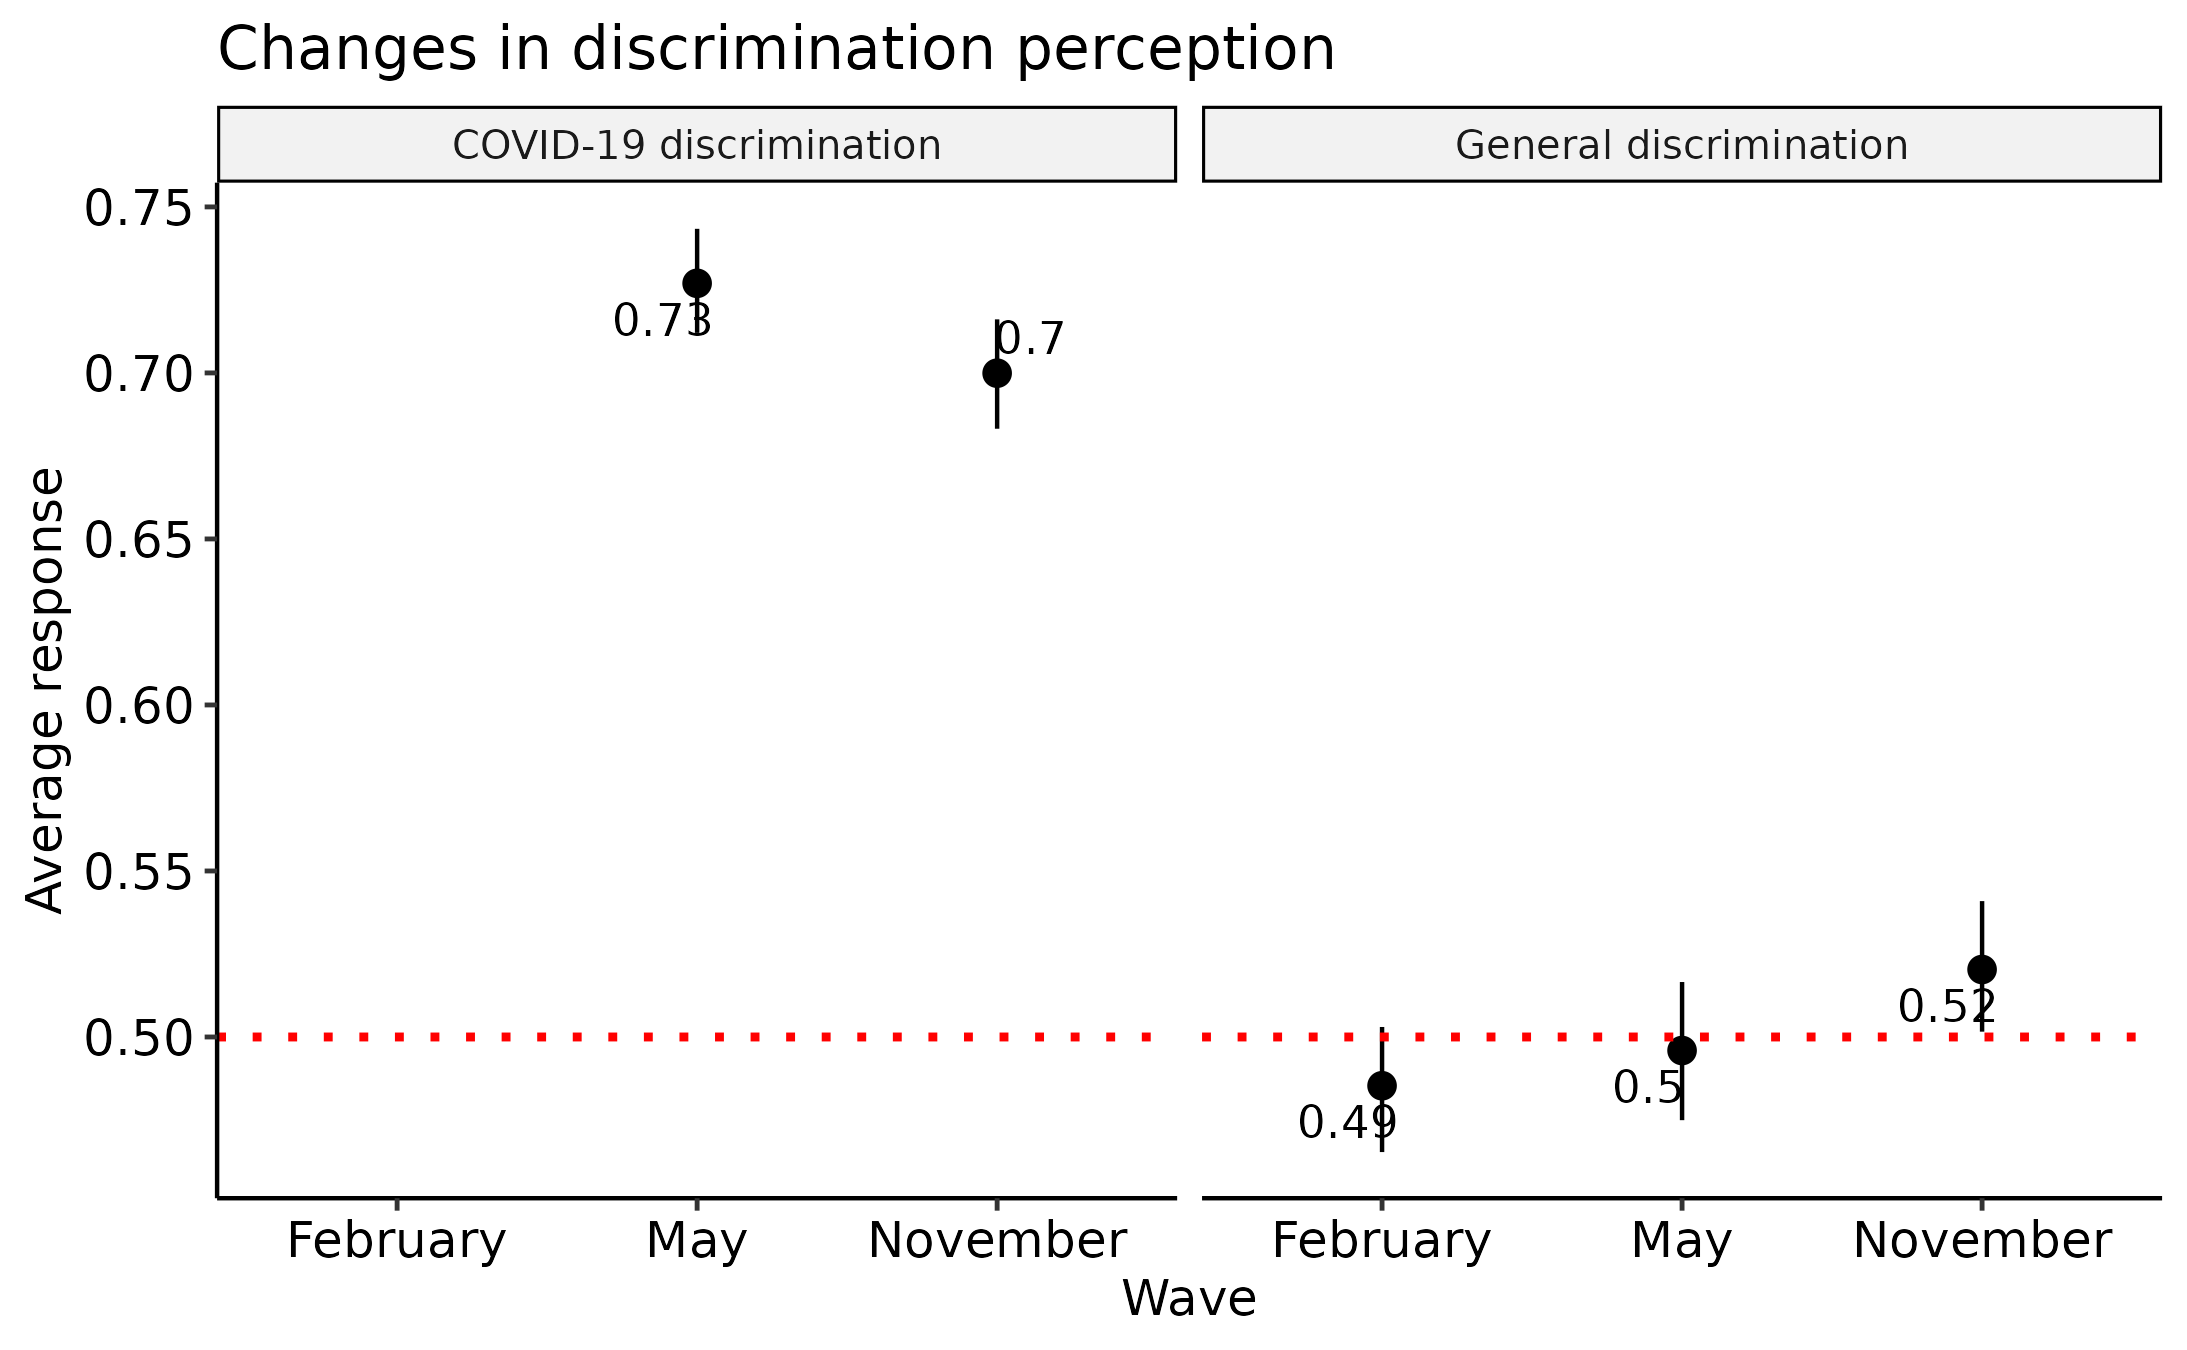 Changes in discrimination perception
COVID-19 discrimination
General discrimination
0.75
0.70
0.65
0.60
0.55
0.50
Average response
0.73
0.7
0.49
0.5
0.52
February
May
November
February
May
November
Wave